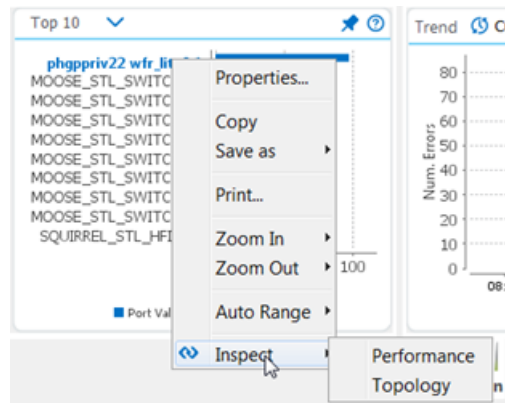 Top 10
Trend
phgppriv22 wfr_lit
MOOSE_STL_SWITC
MOOSE_STL_SWITC
MOOSE_STL_SWITC
MOOSE_STL_SWITC
MOOSE_STL_SWITC
MOOSE_STL_SWITC
MOOSE_STL_SWITC
MOOSE_STL_SWITC
SQUIRREL_STL_HFI
100
Port Val
Properties...
Copy
Save as
Print...
Zoom In
Zoom Out
Auto Range
Inspect
Performance
Topology
Num. Errors
80
70
60
50
40
30
20
10
0
08: